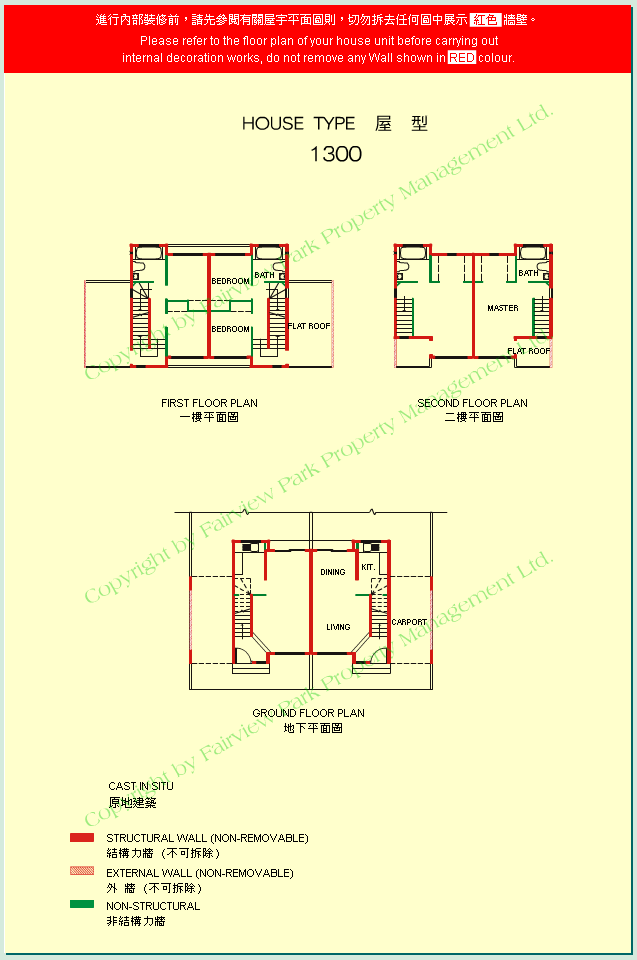 進行內部裝修前，請先參閱有關屋宇平面圖則，切勿拆去任何圖中展示 紅色 牆壁。
Please refer to the floor plan of your house unit before carrying out
internal decoration works, do not remove any Wall shown in RED colour.
HOUSE TYPE 屋 型
1300
BEDROOM
BATH
BEDROOM
FLAT ROOF
BATH
MASTER
FLAT ROOF
FIRST FLOOR PLAN
一樓平面圖
SECOND FLOOR PLAN
二樓平面圖
Copyright by Fairview Park Property Management Ltd.
DINING
KIT.
LIVING
CARPORT
Copyright by Fairview Park Property Management Ltd.
GROUND FLOOR PLAN
地下平面圖
Copyright by Fairview Park Property Management Ltd.
CAST IN SITU
原地建築
STRUCTURAL WALL (NON-REMOVABLE)
結構力牆 (不可拆除)
EXTERNAL WALL (NON-REMOVABLE)
外 牆 (不可拆除)
NON-STRUCTURAL
非結構力牆